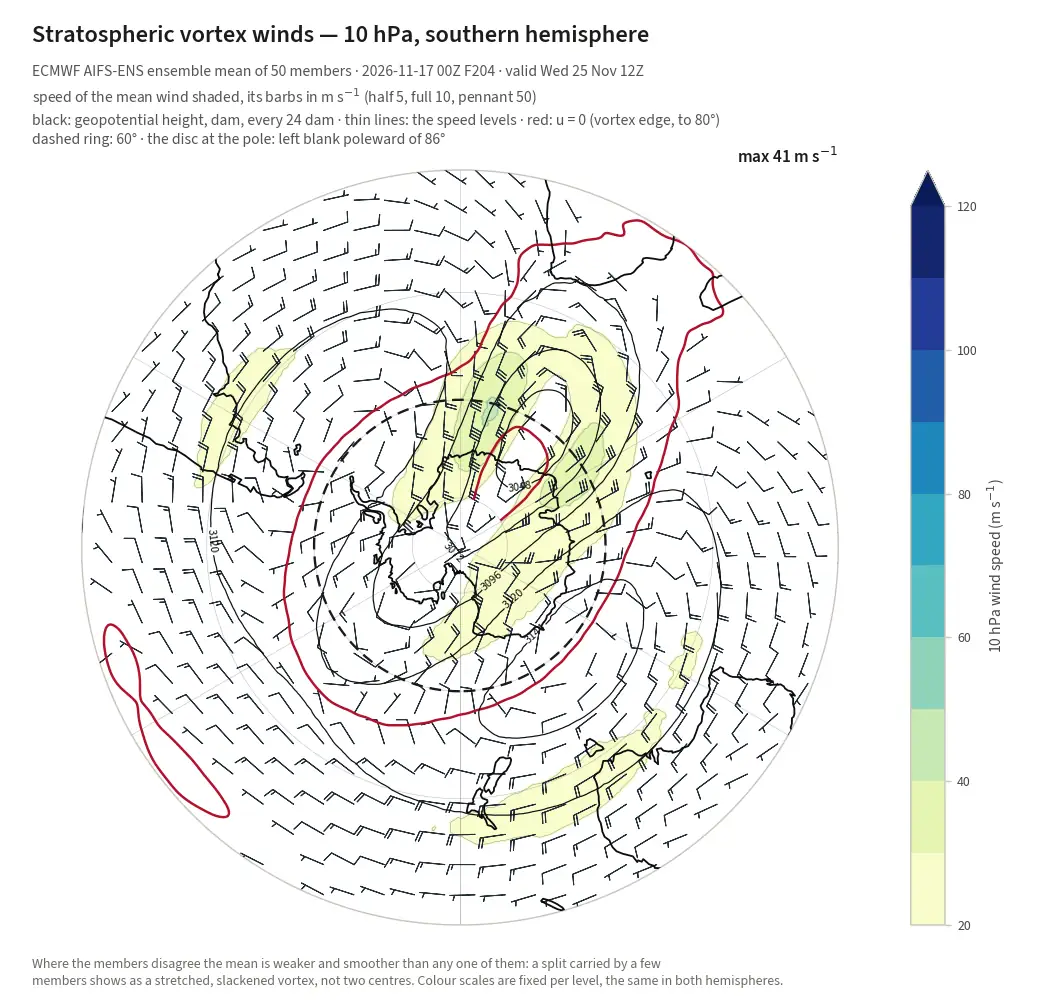 Stratospheric vortex winds — 10 hPa, southern hemisphere
ECMWF AIFS-ENS ensemble mean of 50 members · 2026-11-17 00Z F204 · valid Wed 25 Nov 12Z
speed of the mean wind shaded, its barbs in m s⁻¹ (half 5, full 10, pennant 50)
black: geopotential height, dam, every 24 dam · thin lines: the speed levels · red: u = 0 (vortex edge, to 80°)
dashed ring: 60° · the disc at the pole: left blank poleward of 86°
max 41 m s⁻¹
120
100
80
60
40
20
10 hPa wind speed (m s⁻¹)
3048
3120
3096
3120
Where the members disagree the mean is weaker and smoother than any one of them: a split carried by a few
members shows as a stretched, slackened vortex, not two centres. Colour scales are fixed per level, the same in both hemispheres.